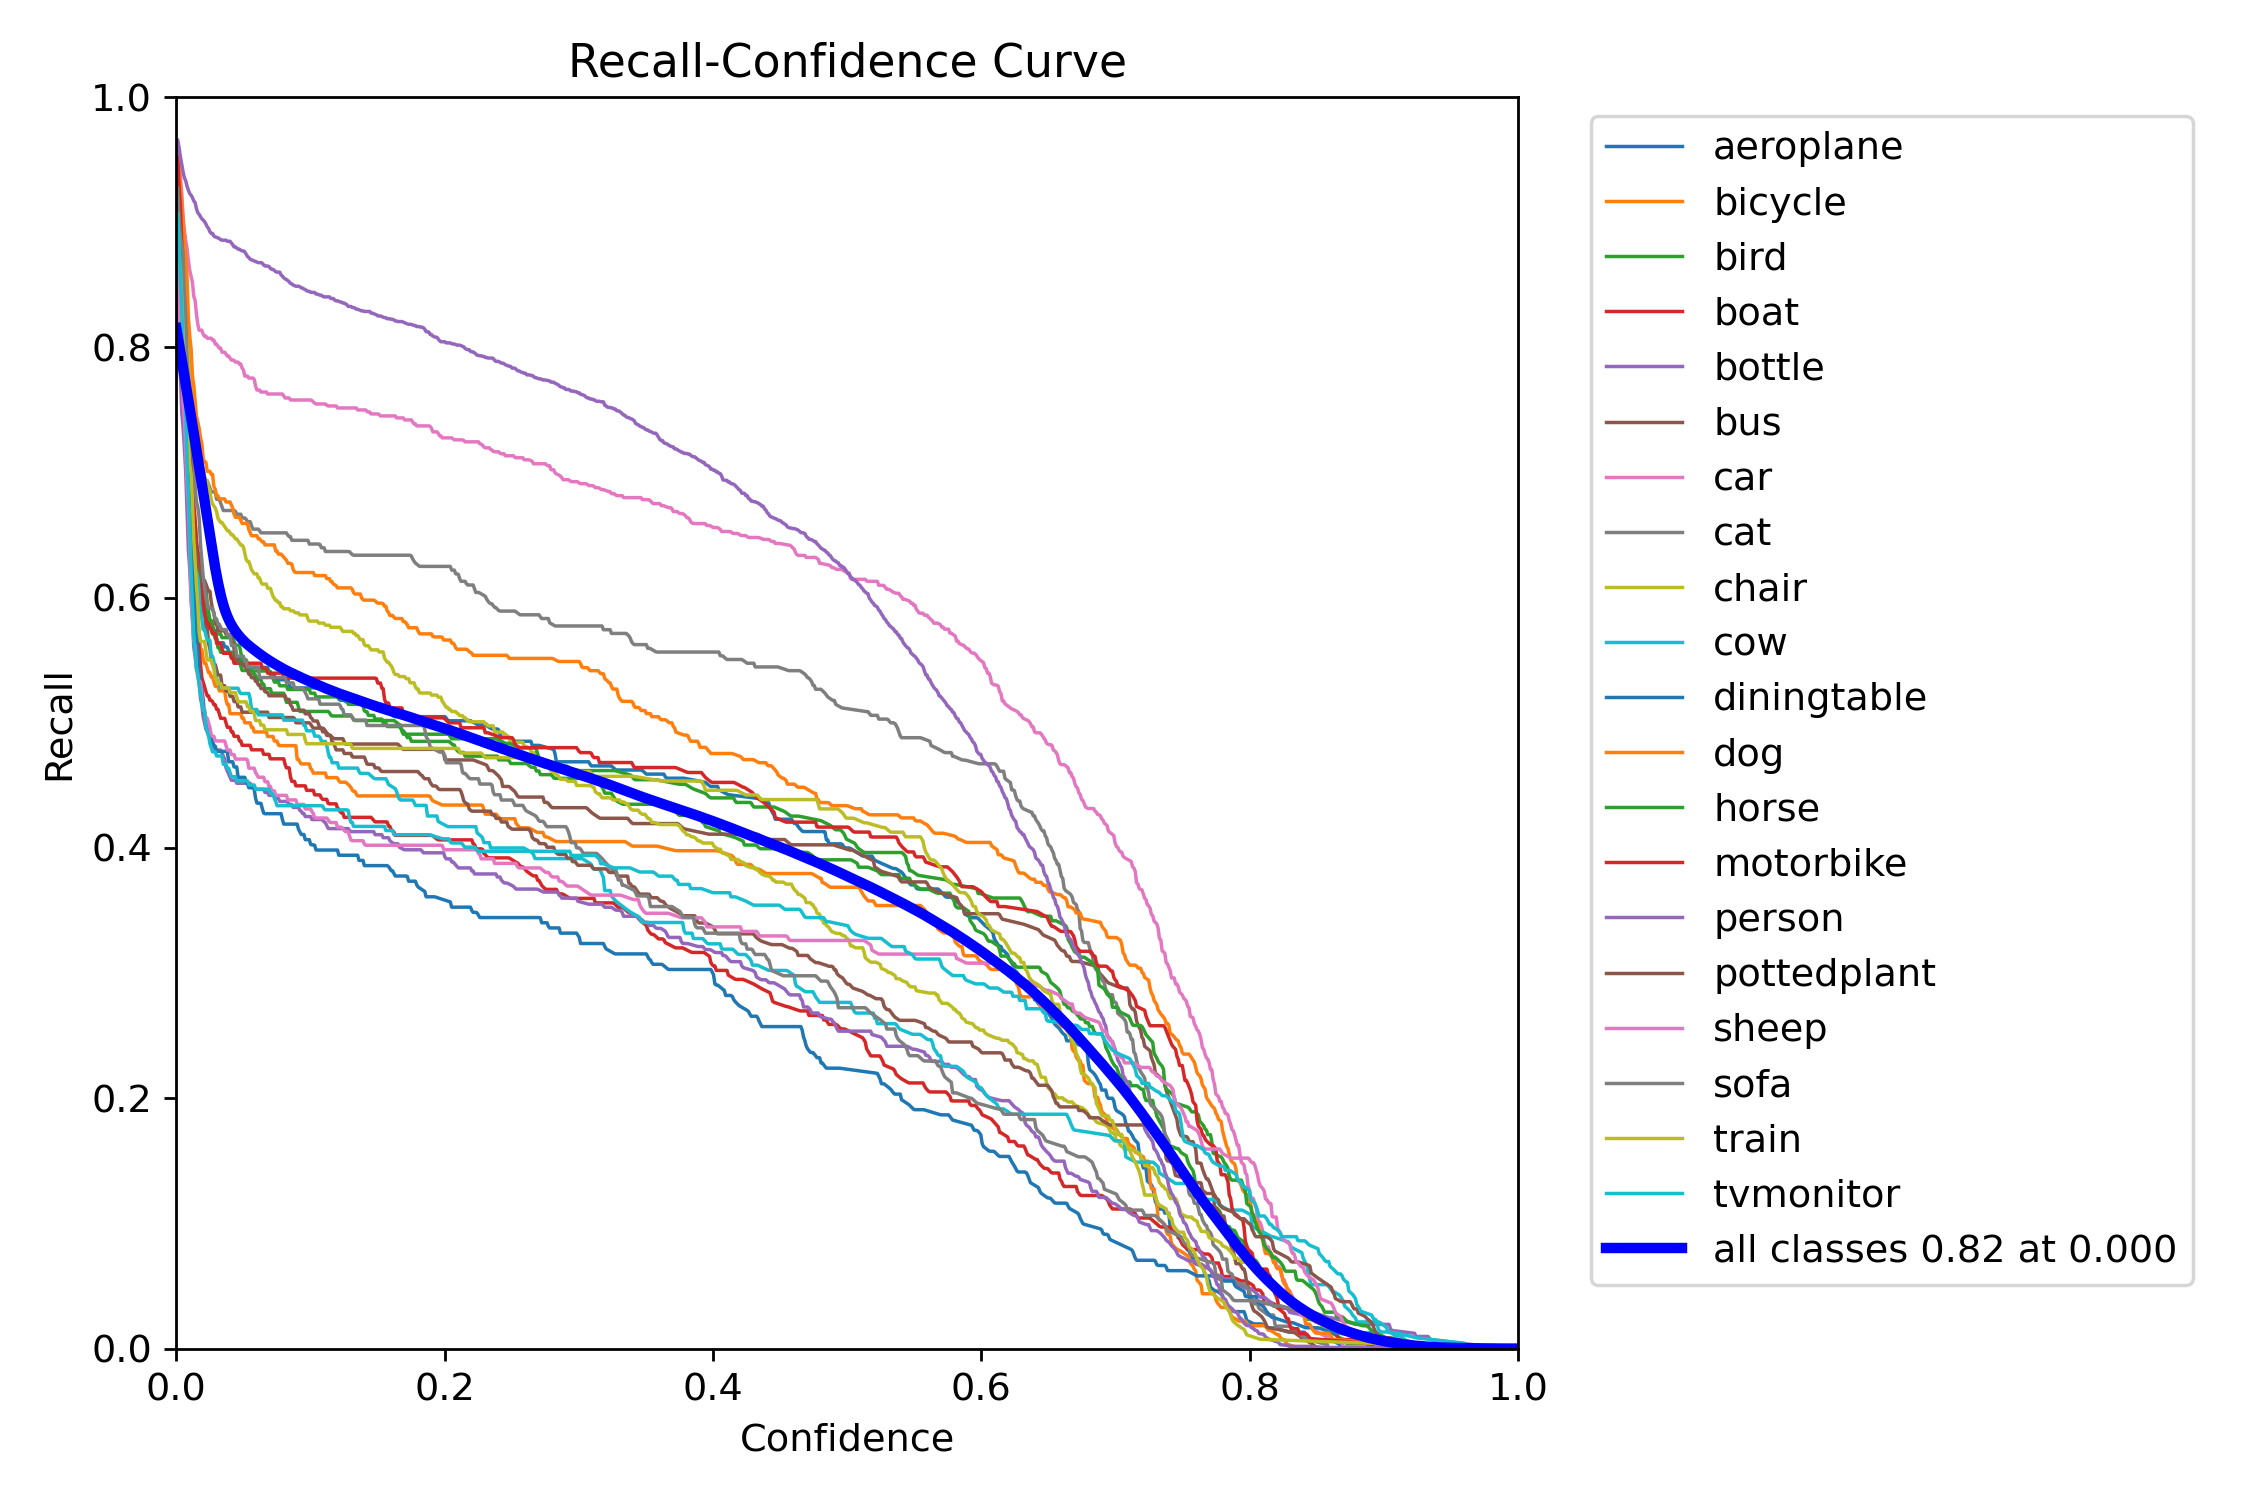 Recall-Confidence Curve
1.0
0.8
0.6
0.4
0.2
0.0
Recall
0.0 0.2 0.4 0.6 0.8 1.0
Confidence
aeroplane
bicycle
bird
boat
bottle
bus
car
cat
chair
cow
diningtable
dog
horse
motorbike
person
pottedplant
sheep
sofa
train
tvmonitor
all classes 0.82 at 0.000